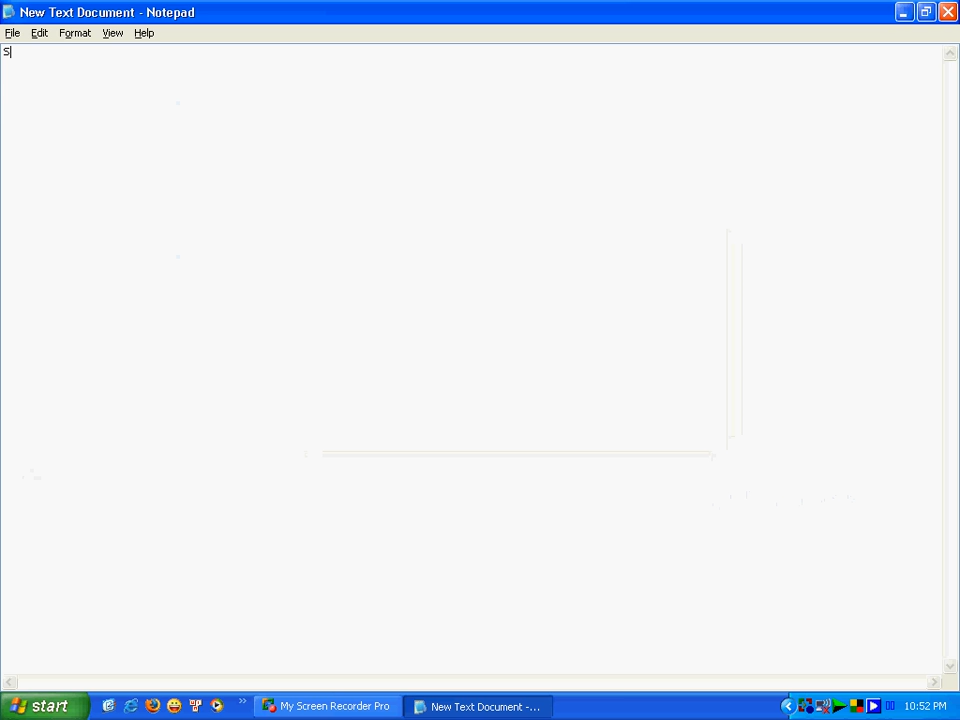 New Text Document - Notepad
File Edit Format View Help
S
start
My Screen Recorder Pro
New Text Document -...
10:52 PM